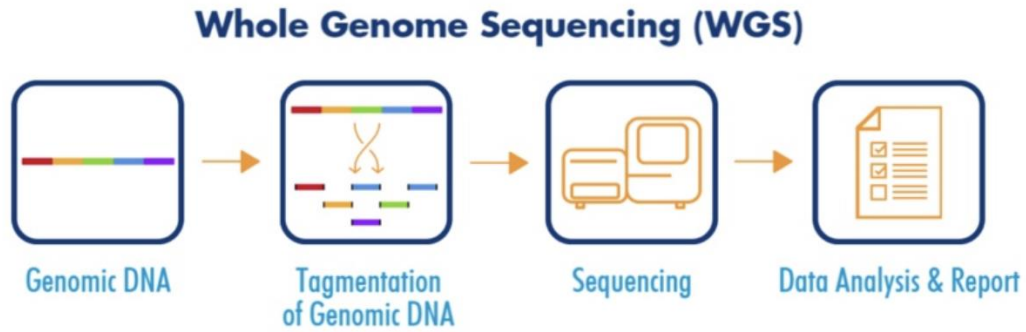 Whole Genome Sequencing (WGS)
Genomic DNA
Tagmentation
of Genomic DNA
Sequencing
Data Analysis & Report